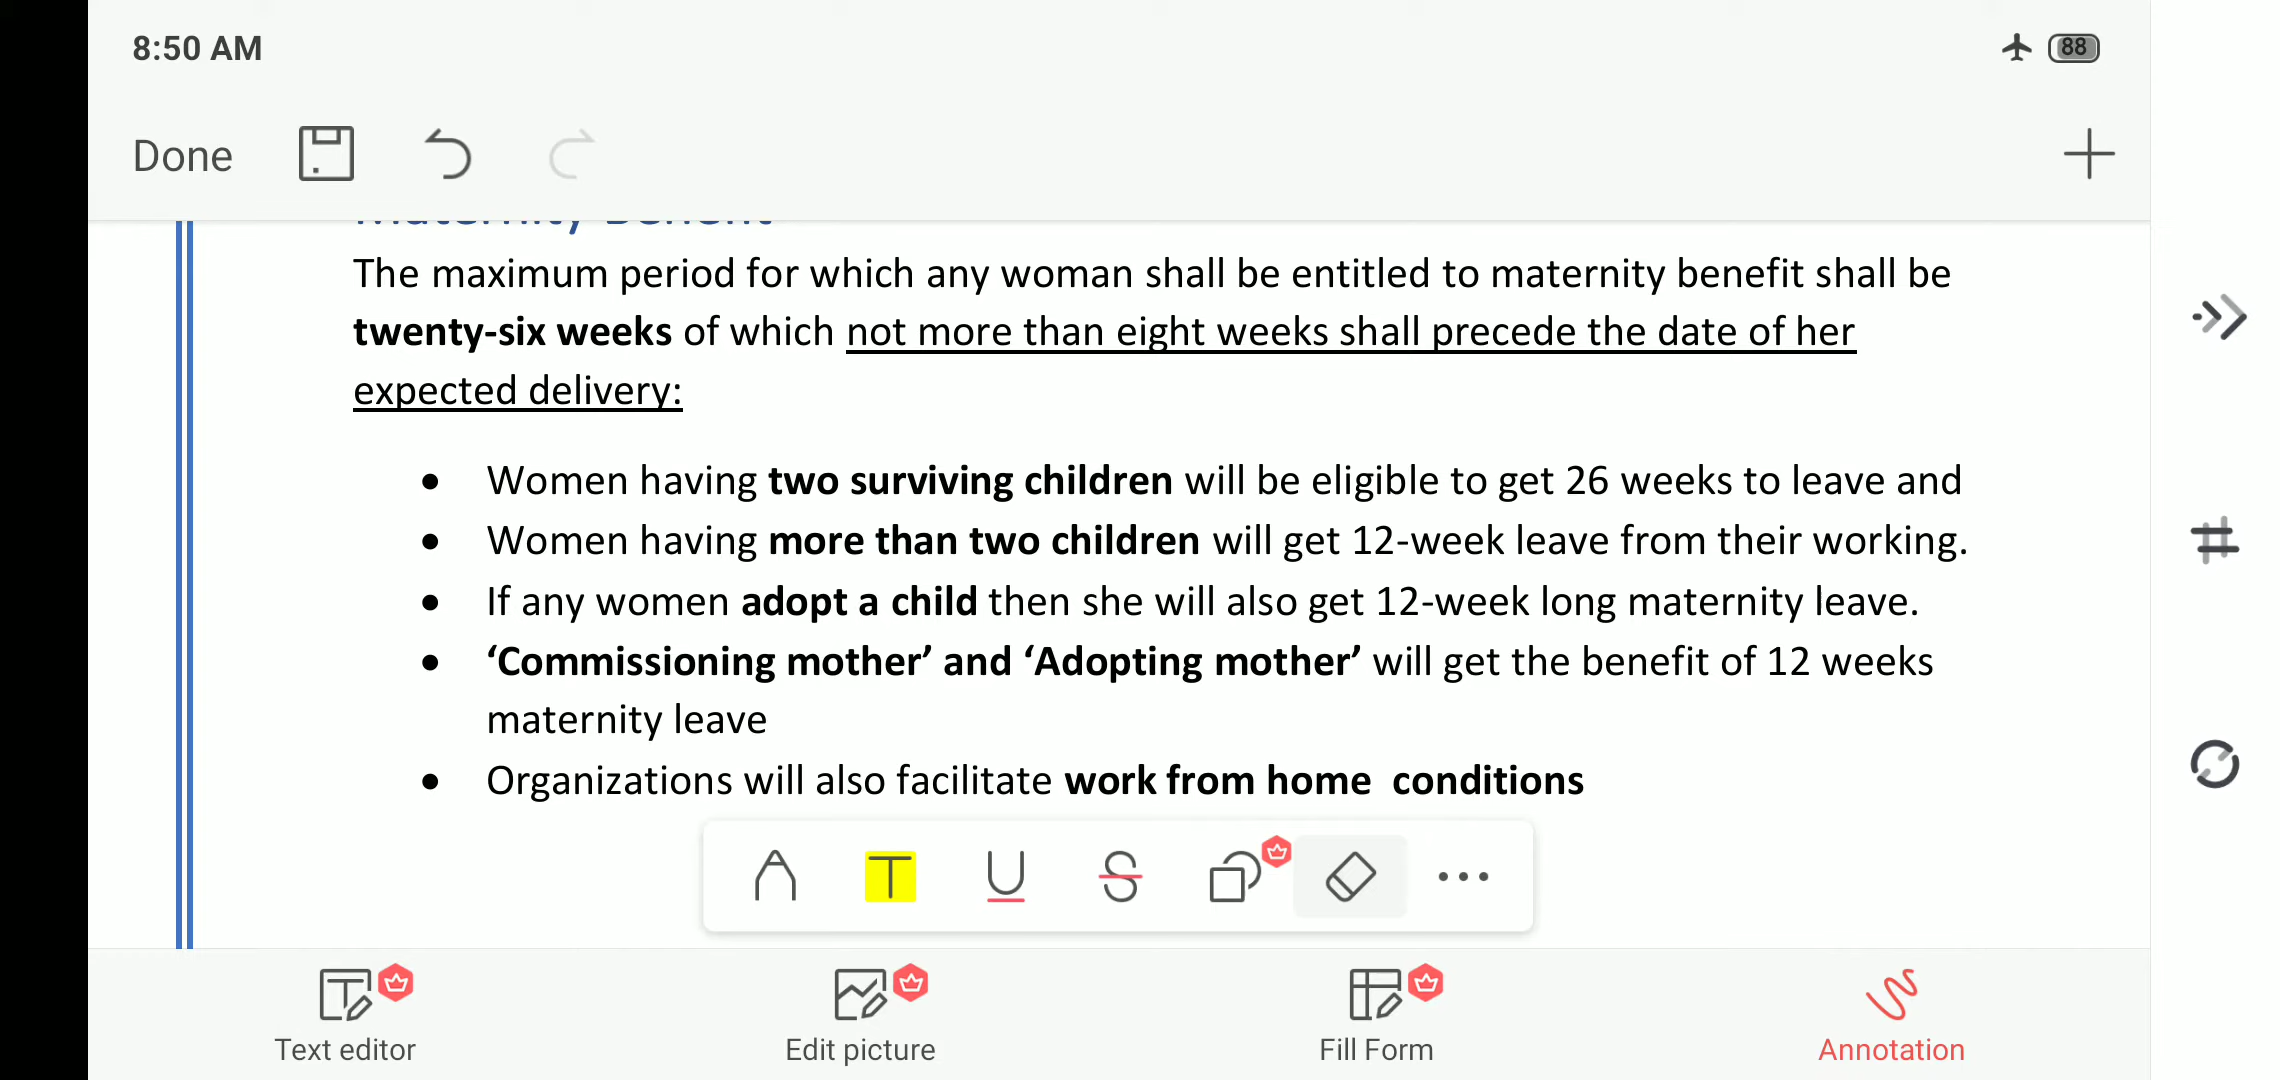 8:50 AM
88
Done
Maternity Benefit
The maximum period for which any woman shall be entitled to maternity benefit shall be
twenty-six weeks of which not more than eight weeks shall precede the date of her
expected delivery:
• Women having two surviving children will be eligible to get 26 weeks to leave and
• Women having more than two children will get 12-week leave from their working.
• If any women adopt a child then she will also get 12-week long maternity leave.
• ‘Commissioning mother’ and ‘Adopting mother’ will get the benefit of 12 weeks
maternity leave
• Organizations will also facilitate work from home conditions
Text editor
Edit picture
Fill Form
Annotation